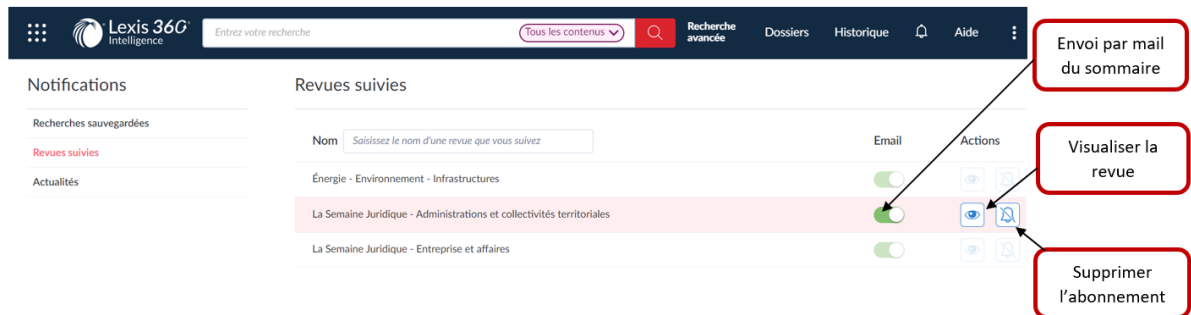 Lexis 360
Intelligence
Entrez votre recherche
Tous les contenus
Recherche
avancée
Dossiers
Historique
Aide
Envoi par mail
du sommaire
Notifications
Revues suivies
Recherches sauvegardées
Revues suivies
Actualités
Nom
Saisissez le nom d'une revue que vous suivez
Email
Actions
Énergie - Environnement - Infrastructures
La Semaine Juridique - Administrations et collectivités territoriales
La Semaine Juridique - Entreprise et affaires
Visualiser la
revue
Supprimer
l'abonnement